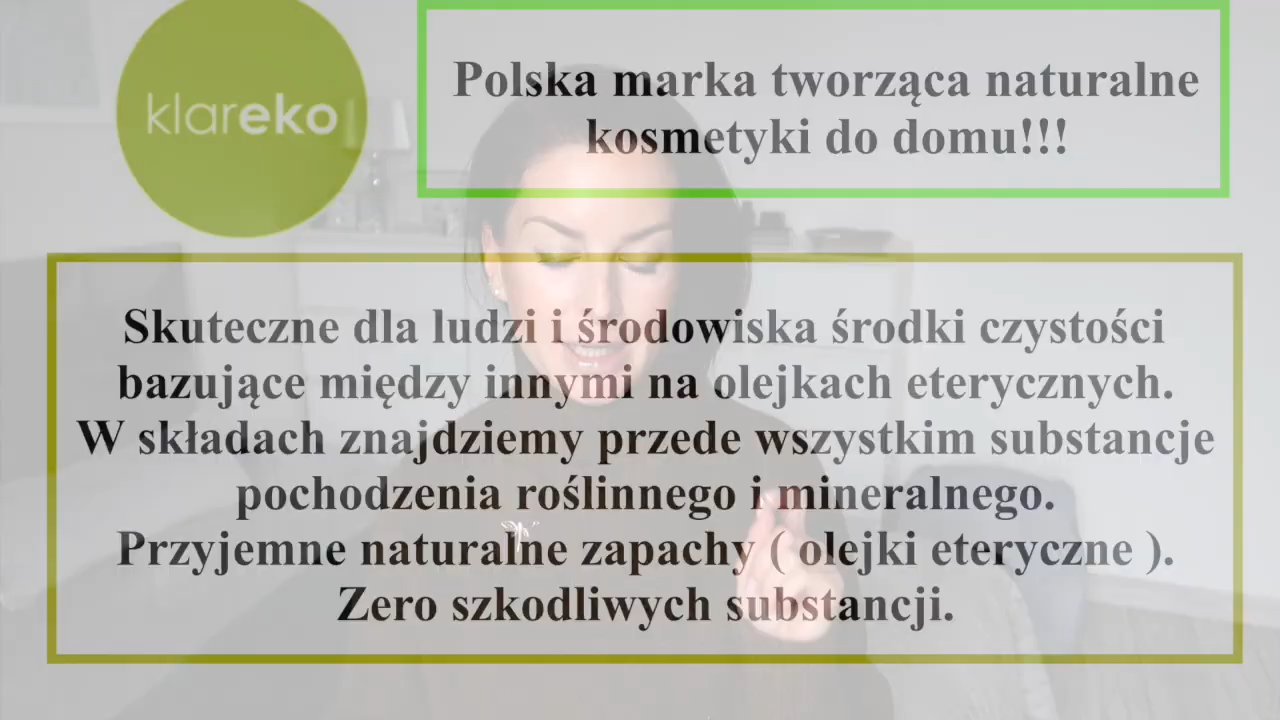 klareko
Polska marka tworząca naturalne
kosmetyki do domu!!!
Skuteczne dla ludzi i środowiska środki czystości
bazujące między innymi na olejkach eterycznych.
W składach znajdziemy przede wszystkim substancje
pochodzenia roślinnego i mineralnego.
Przyjemne naturalne zapachy ( olejki eteryczne ).
Zero szkodliwych substancji.